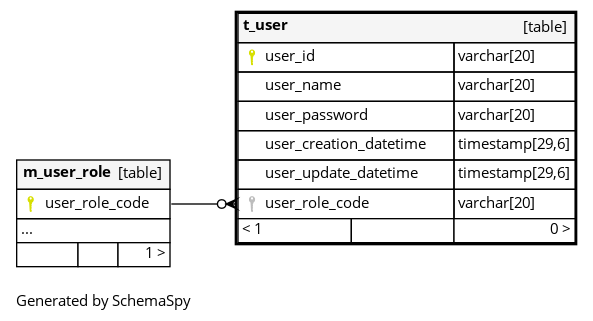 t_user [table]
user_id varchar[20]
user_name varchar[20]
user_password varchar[20]
user_creation_datetime timestamp[29,6]
user_update_datetime timestamp[29,6]
user_role_code varchar[20]
< 1 0 >
m_user_role [table]
user_role_code
...
1 >
Generated by SchemaSpy